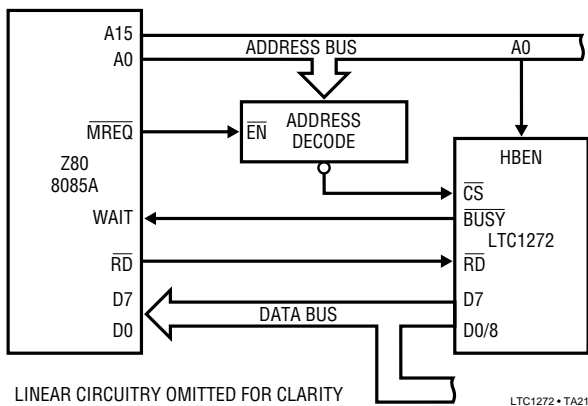 A15
ADDRESS BUS
A0
A0
MREQ
EN
ADDRESS
DECODE
HBEN
Z80
8085A
CS
WAIT
BUSY
LTC1272
RD
RD
D7
D7
DATA BUS
D0
D0/8
LINEAR CIRCUITRY OMITTED FOR CLARITY
LTC1272 • TA21